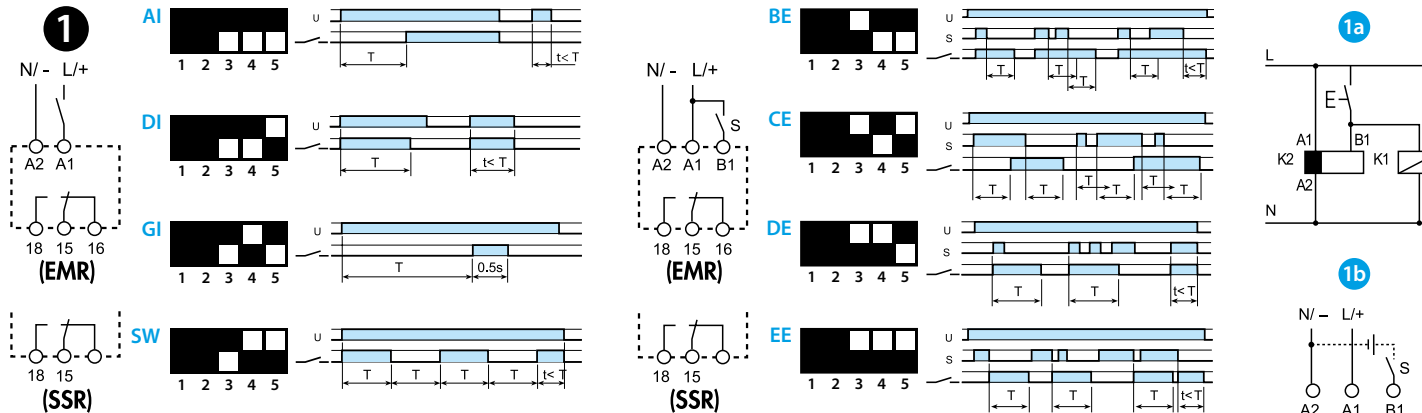 1
N/ - L/+
A2 A1
18 15 16
(EMR)
18 15
(SSR)
AI
1 2 3 4 5
U
T
t< T
DI
1 2 3 4 5
U
T
t< T
GI
1 2 3 4 5
U
T
0.5s
SW
1 2 3 4 5
U
T T T T t< T
N/ - L/+
S
A2 A1 B1
18 15 16
(EMR)
18 15
(SSR)
BE
1 2 3 4 5
U
S
T T T t< T
T
CE
1 2 3 4 5
U
S
T T T T T T
DE
1 2 3 4 5
U
S
T T t< T
EE
1 2 3 4 5
U
S
T T T t< T
1a
L
E
A1 B1
K2 K1
A2
N
1b
N/ - L/+
S
A2 A1 B1